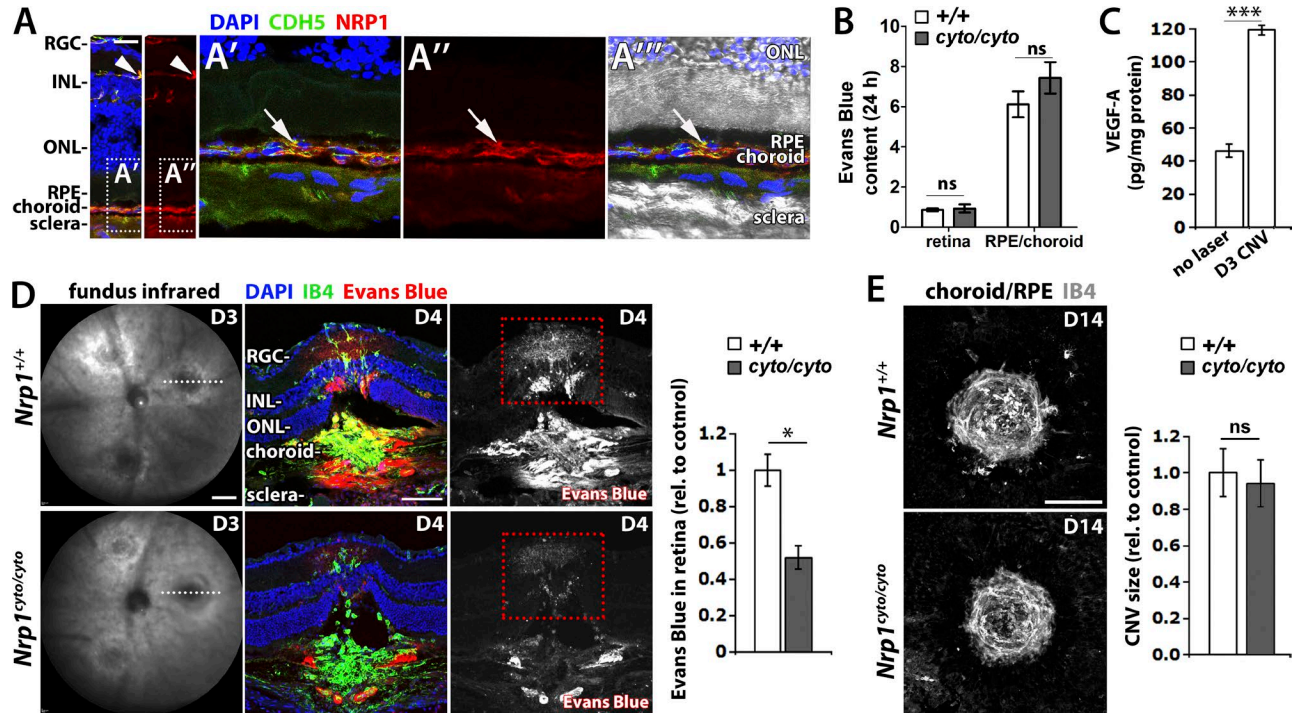 A
DAPI CDH5 NRP1
RGC-
INL-
ONL-
RPE-
choroid-
sclera-
A'
A''
A'
A''
A'''
ONL
RPE
choroid
sclera
B
+/+
cyto/cyto
Evans Blue
content (24 h)
8
6
4
2
0
ns
ns
retina
RPE/choroid
C
***
VEGF-A
(pg/mg protein)
120
100
80
60
40
20
0
no laser
D3 CNV
D
fundus infrared
DAPI IB4 Evans Blue
Nrp1+/+
D3
D4
RGC-
INL-
ONL-
choroid-
sclera-
D4
Evans Blue
Nrp1cyto/cyto
D3
D4
D4
Evans Blue
+/+
cyto/cyto
Evans Blue in retina (rel. to cotnrol)
1.2
1
0.8
0.6
0.4
0.2
0
*
E
choroid/RPE IB4
Nrp1+/+
D14
Nrp1cyto/cyto
D14
+/+
cyto/cyto
CNV size (rel. to cotnrol)
1.2
1.0
0.8
0.6
0.4
0.2
0.0
ns